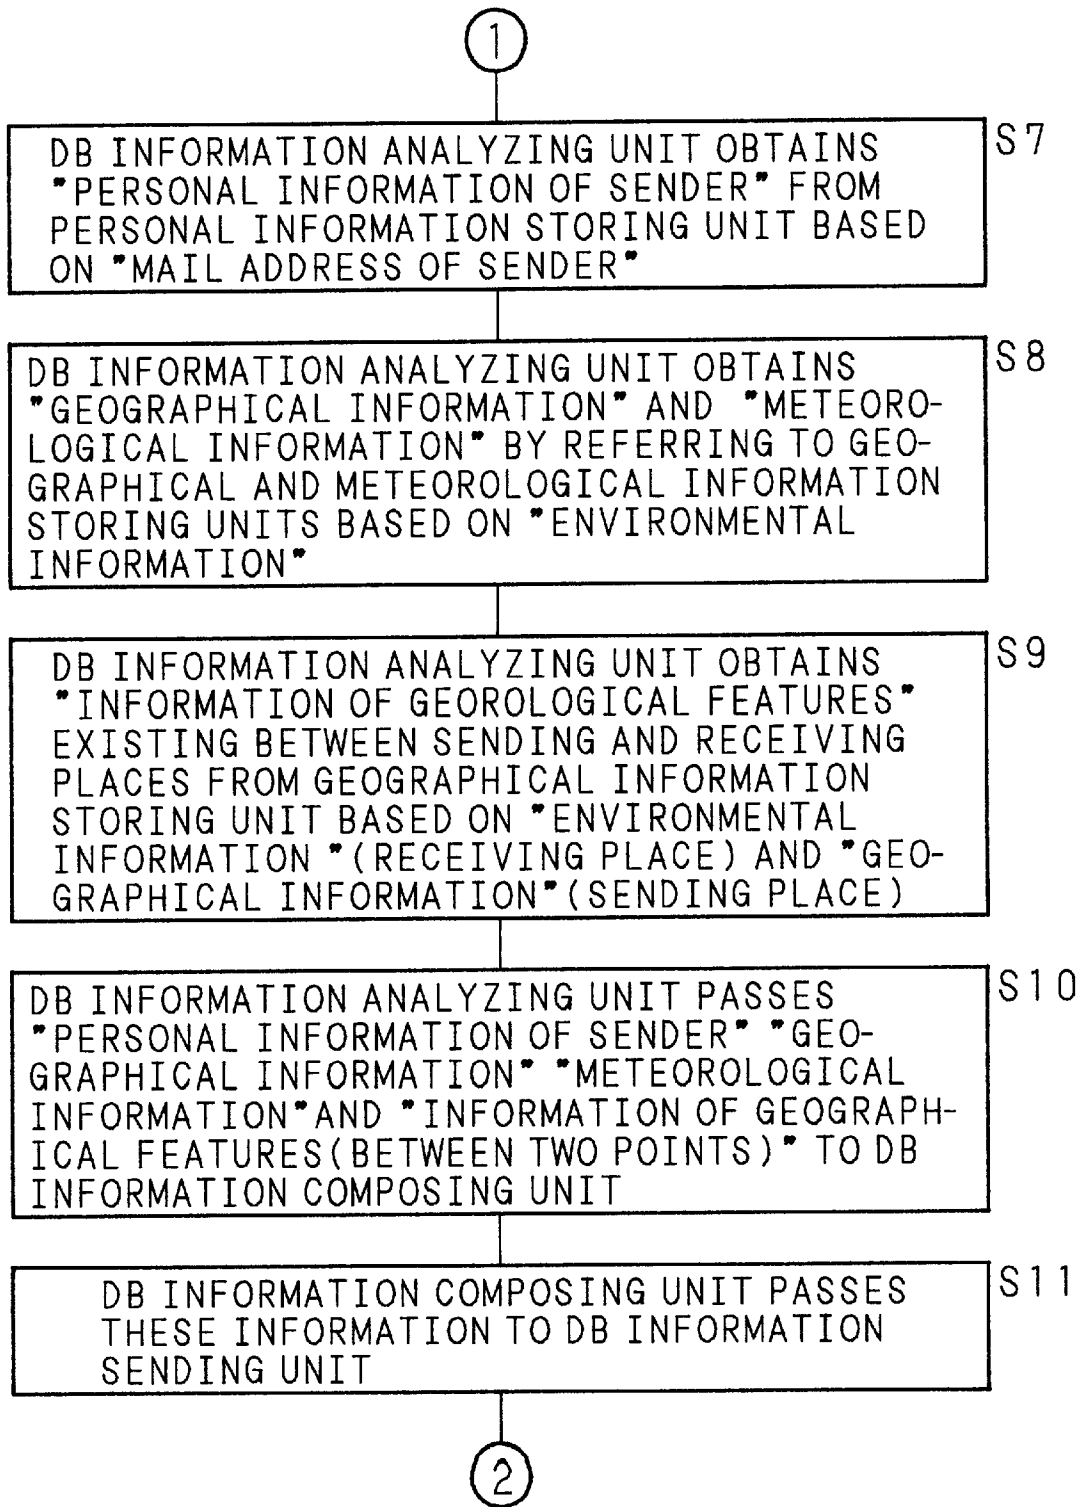 1
S7
DB INFORMATION ANALYZING UNIT OBTAINS
"PERSONAL INFORMATION OF SENDER" FROM
PERSONAL INFORMATION STORING UNIT BASED
ON "MAIL ADDRESS OF SENDER"
S8
DB INFORMATION ANALYZING UNIT OBTAINS
"GEOGRAPHICAL INFORMATION" AND "METEORO-
LOGICAL INFORMATION" BY REFERRING TO GEO-
GRAPHICAL AND METEOROLOGICAL INFORMATION
STORING UNITS BASED ON "ENVIRONMENTAL
INFORMATION"
S9
DB INFORMATION ANALYZING UNIT OBTAINS
"INFORMATION OF GEOROLOGICAL FEATURES"
EXISTING BETWEEN SENDING AND RECEIVING
PLACES FROM GEOGRAPHICAL INFORMATION
STORING UNIT BASED ON "ENVIRONMENTAL
INFORMATION "(RECEIVING PLACE) AND "GEO-
GRAPHICAL INFORMATION"(SENDING PLACE)
S10
DB INFORMATION ANALYZING UNIT PASSES
"PERSONAL INFORMATION OF SENDER" "GEO-
GRAPHICAL INFORMATION" "METEOROLOGICAL
INFORMATION"AND "INFORMATION OF GEOGRAPH-
ICAL FEATURES(BETWEEN TWO POINTS)" TO DB
INFORMATION COMPOSING UNIT
S11
DB INFORMATION COMPOSING UNIT PASSES
THESE INFORMATION TO DB INFORMATION
SENDING UNIT
2